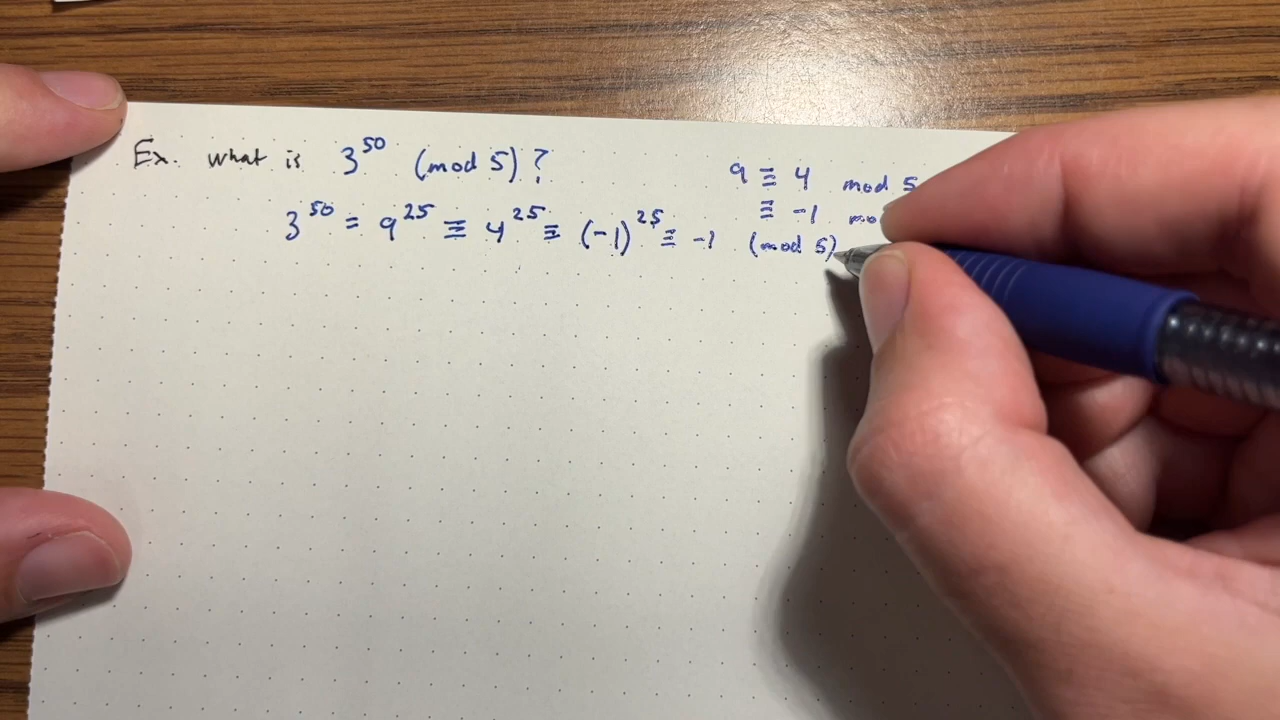 Ex. what is 3^50 (mod 5)?
9 ≡ 4 mod 5
≡ -1
3^50 = 9^25 ≡ 4^25 ≡ (-1)^25 ≡ -1 (mod 5)